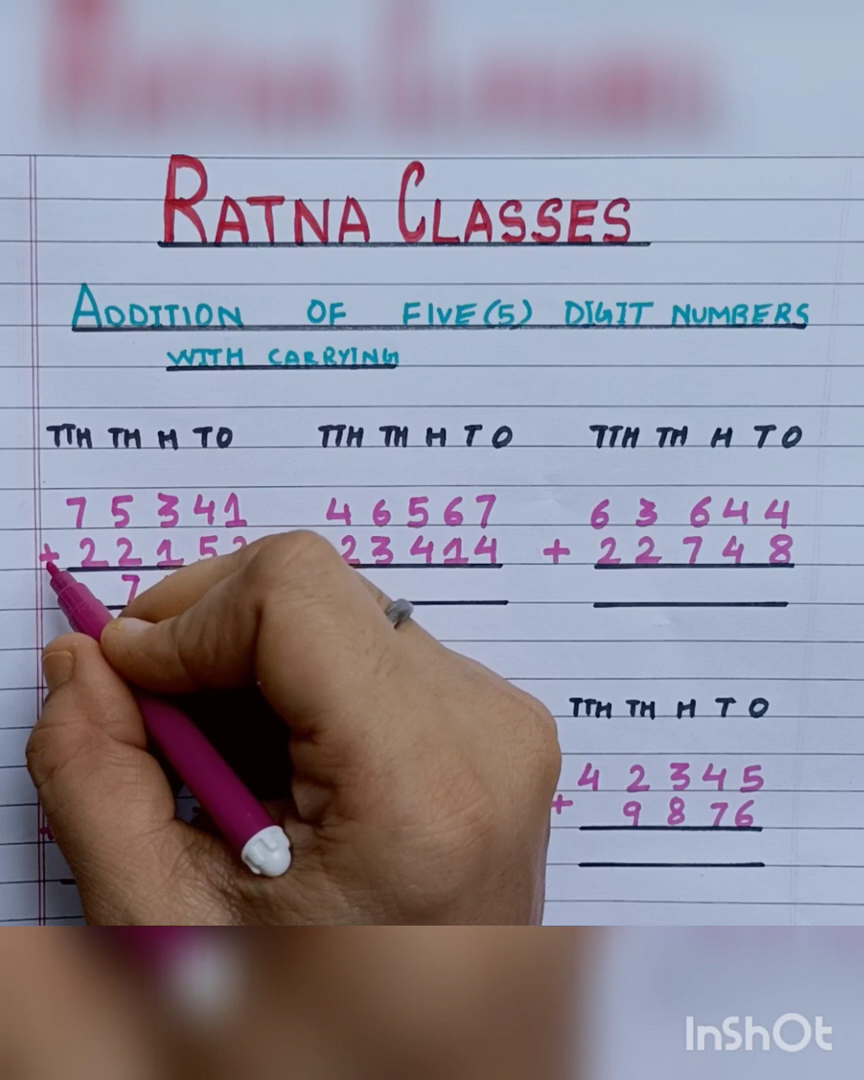 RATNA CLASSES
ADDITION OF FIVE(5) DIGIT NUMBERS
WITH CARRYING
TTH TH H T O TTH TH H T O TTH TH H T O
7 5 3 4 1 4 6 5 6 7 6 3 6 4 4
+ 2 2 1 5 2 3 4 1 4 + 2 2 7 4 8
7
TTH TH H T O
4 2 3 4 5
+ 9 8 7 6
InShOt